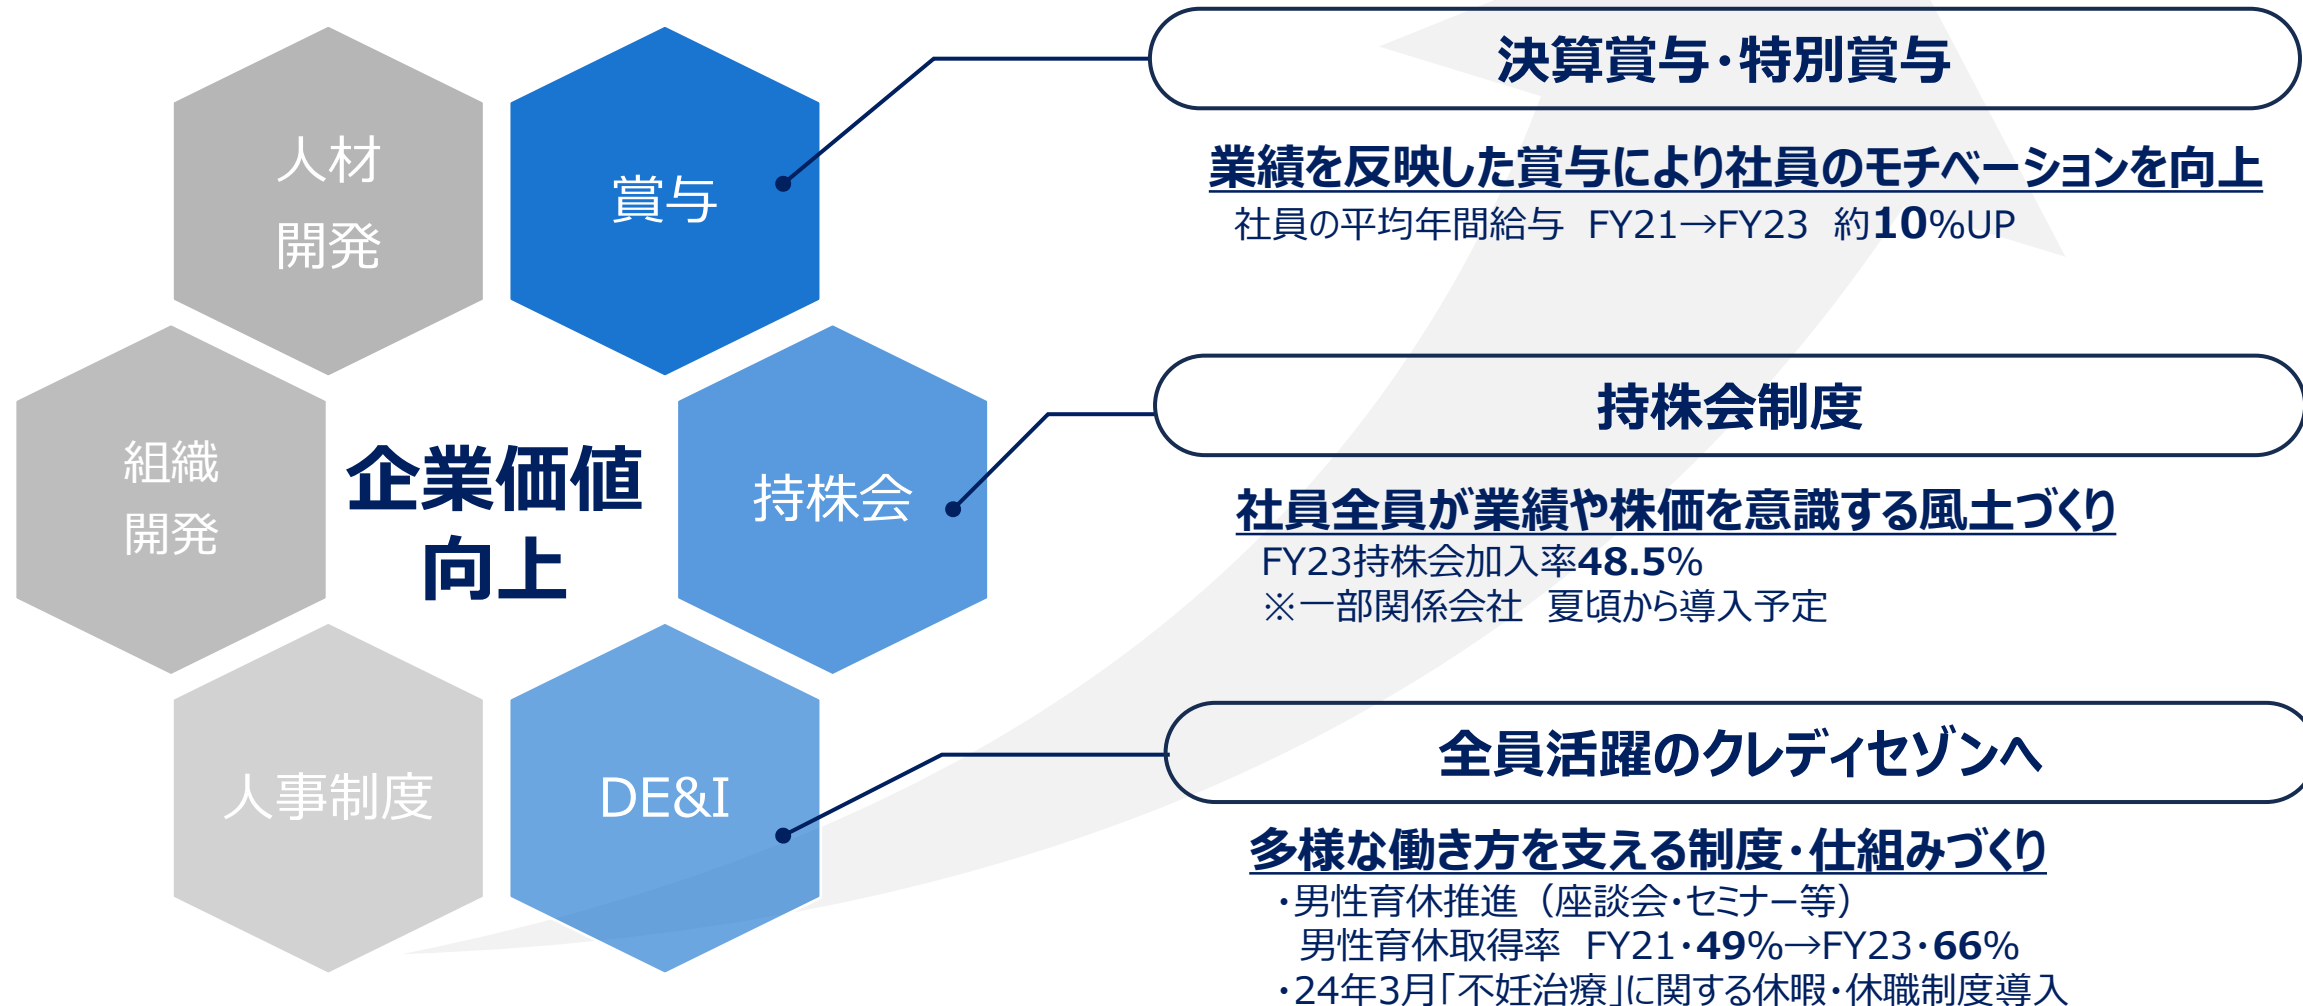 人材
開発
賞与
組織
開発
企業価値
向上
持株会
人事制度
DE&I
決算賞与・特別賞与
業績を反映した賞与により社員のモチベーションを向上
社員の平均年間給与　FY21→FY23　約10%UP
持株会制度
社員全員が業績や株価を意識する風土づくり
FY23持株会加入率48.5%
※一部関係会社　夏頃から導入予定
全員活躍のクレディセゾンへ
多様な働き方を支える制度・仕組みづくり
・男性育休推進（座談会・セミナー等）
男性育休取得率　FY21・49%→FY23・66%
・24年3月「不妊治療」に関する休暇・休職制度導入